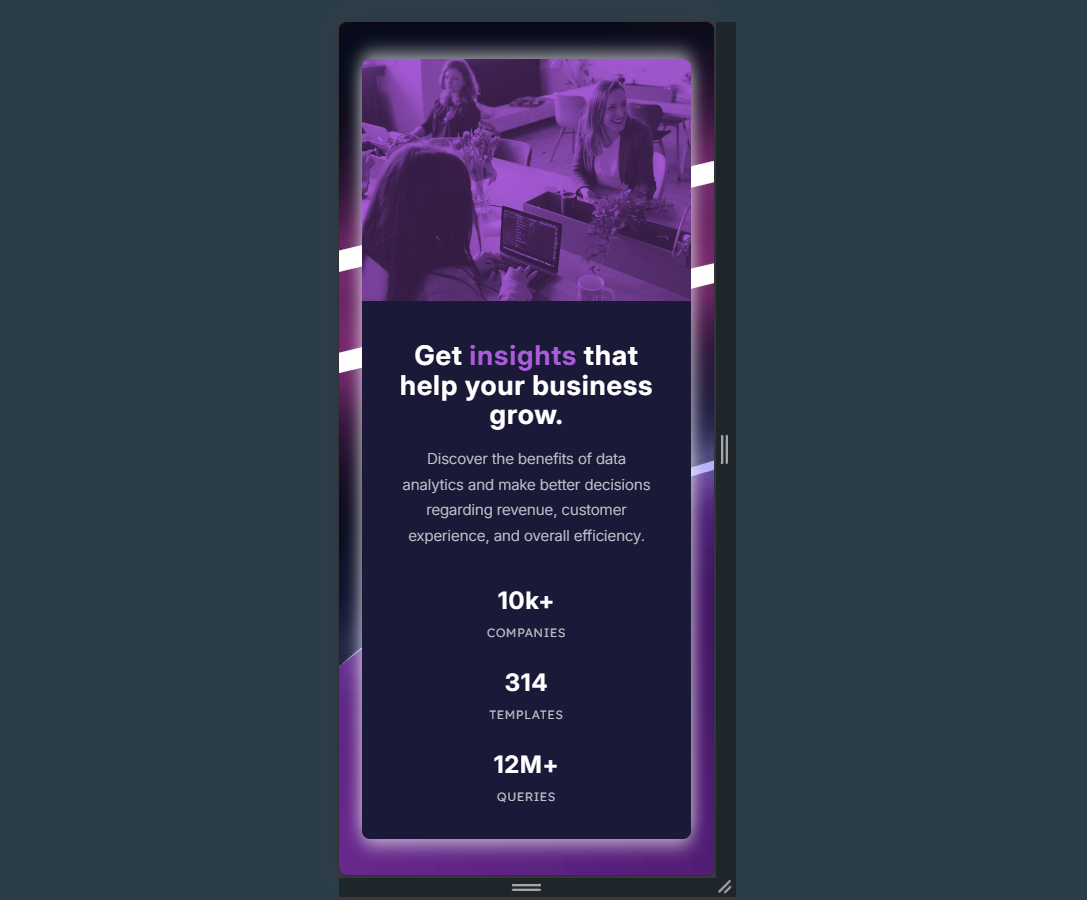 Get insights that
help your business
grow.
Discover the benefits of data
analytics and make better decisions
regarding revenue, customer
experience, and overall efficiency.
10k+
COMPANIES
314
TEMPLATES
12M+
QUERIES